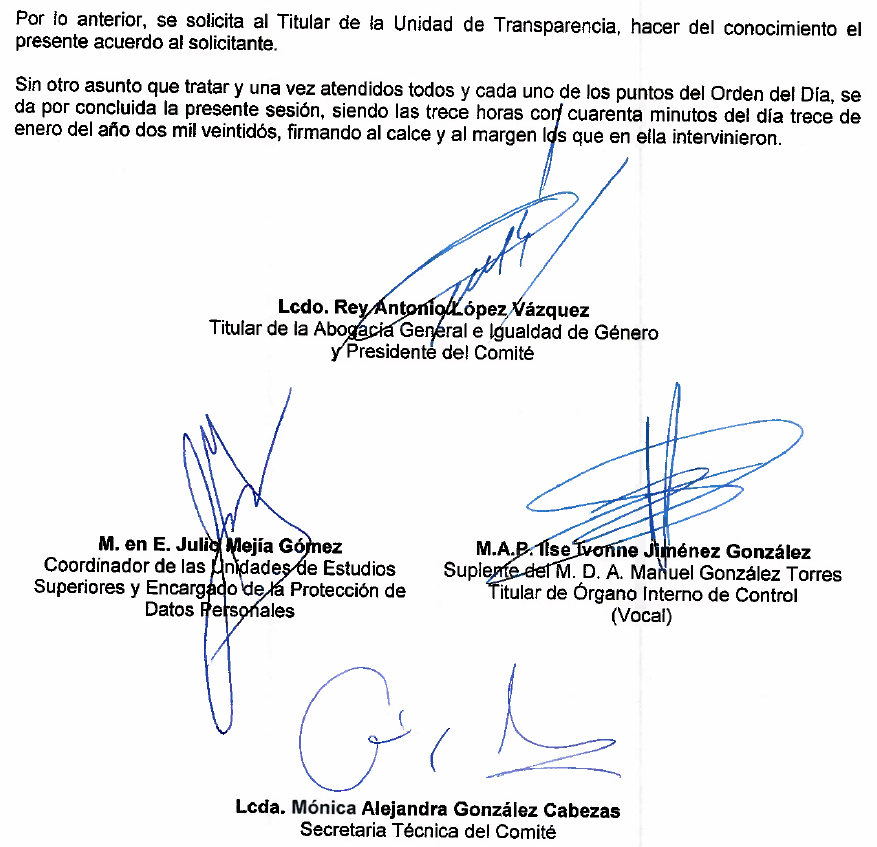 Por lo anterior, se solicita al Titular de la Unidad de Transparencia, hacer del conocimiento el
presente acuerdo al solicitante.
Sin otro asunto que tratar y una vez atendidos todos y cada uno de los puntos del Orden del Día, se
da por concluida la presente sesión, siendo las trece horas con cuarenta minutos del día trece de
enero del año dos mil veintidós, firmando al calce y al margen los que en ella intervinieron.
Lcdo. Rey Antonio López Vázquez
Titular de la Abogacía General e Igualdad de Género
y Presidente del Comité
M. en E. Julio Mejía Gómez
Coordinador de las Unidades de Estudios
Superiores y Encargado de la Protección de
Datos Personales
M.A.P. Ilse Ivonne Jiménez González
Suplente del M. D. A. Manuel González Torres
Titular de Órgano Interno de Control
(Vocal)
Lcda. Mónica Alejandra González Cabezas
Secretaria Técnica del Comité